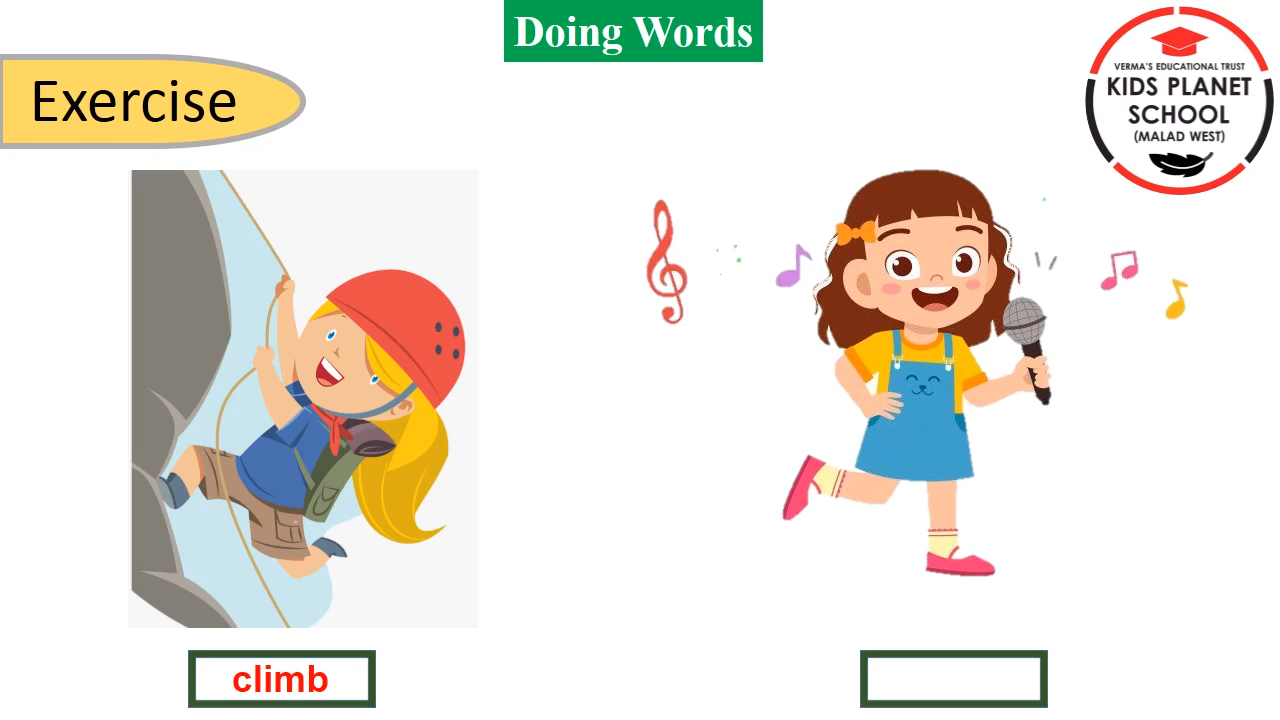 Doing Words
Exercise
VERMA'S EDUCATIONAL TRUST
KIDS PLANET
SCHOOL
(MALAD WEST)
climb